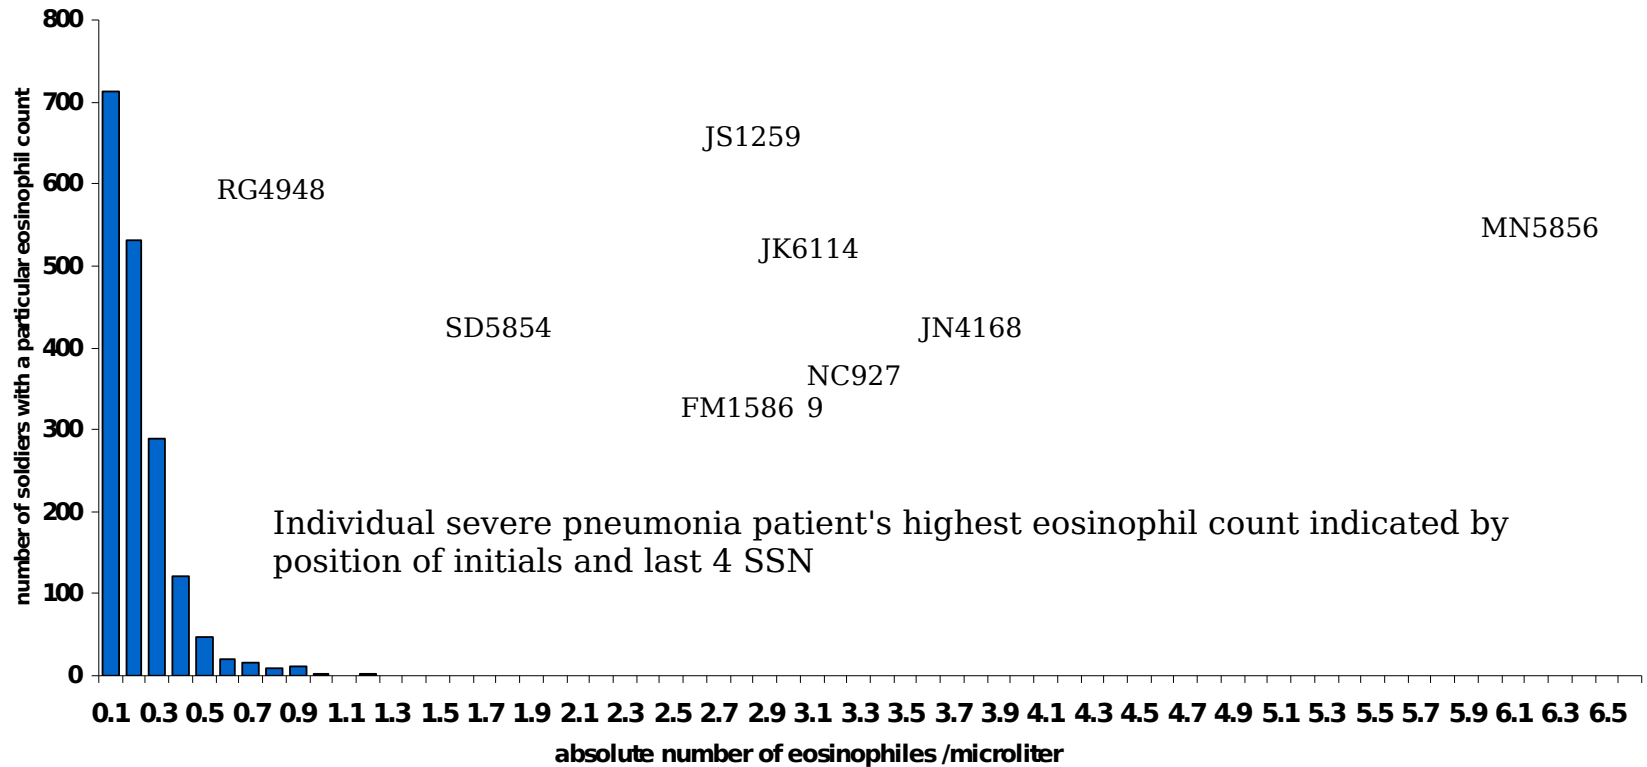 800
700
600
500
400
300
200
100
0
number of soldiers with a particular eosinophil count
JS1259
RG4948
MN5856
JK6114
SD5854
JN4168
NC927
FM1586 9
Individual severe pneumonia patient's highest eosinophil count indicated by
position of initials and last 4 SSN
0.1 0.3 0.5 0.7 0.9 1.1 1.3 1.5 1.7 1.9 2.1 2.3 2.5 2.7 2.9 3.1 3.3 3.5 3.7 3.9 4.1 4.3 4.5 4.7 4.9 5.1 5.3 5.5 5.7 5.9 6.1 6.3 6.5
absolute number of eosinophiles /microliter